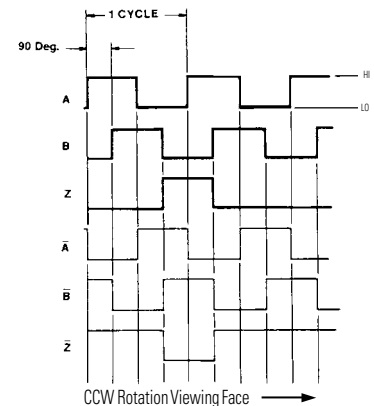 1 CYCLE
90 Deg.
HI
A
LO
B
Z
A̅
B̅
Z̅
CCW Rotation Viewing Face